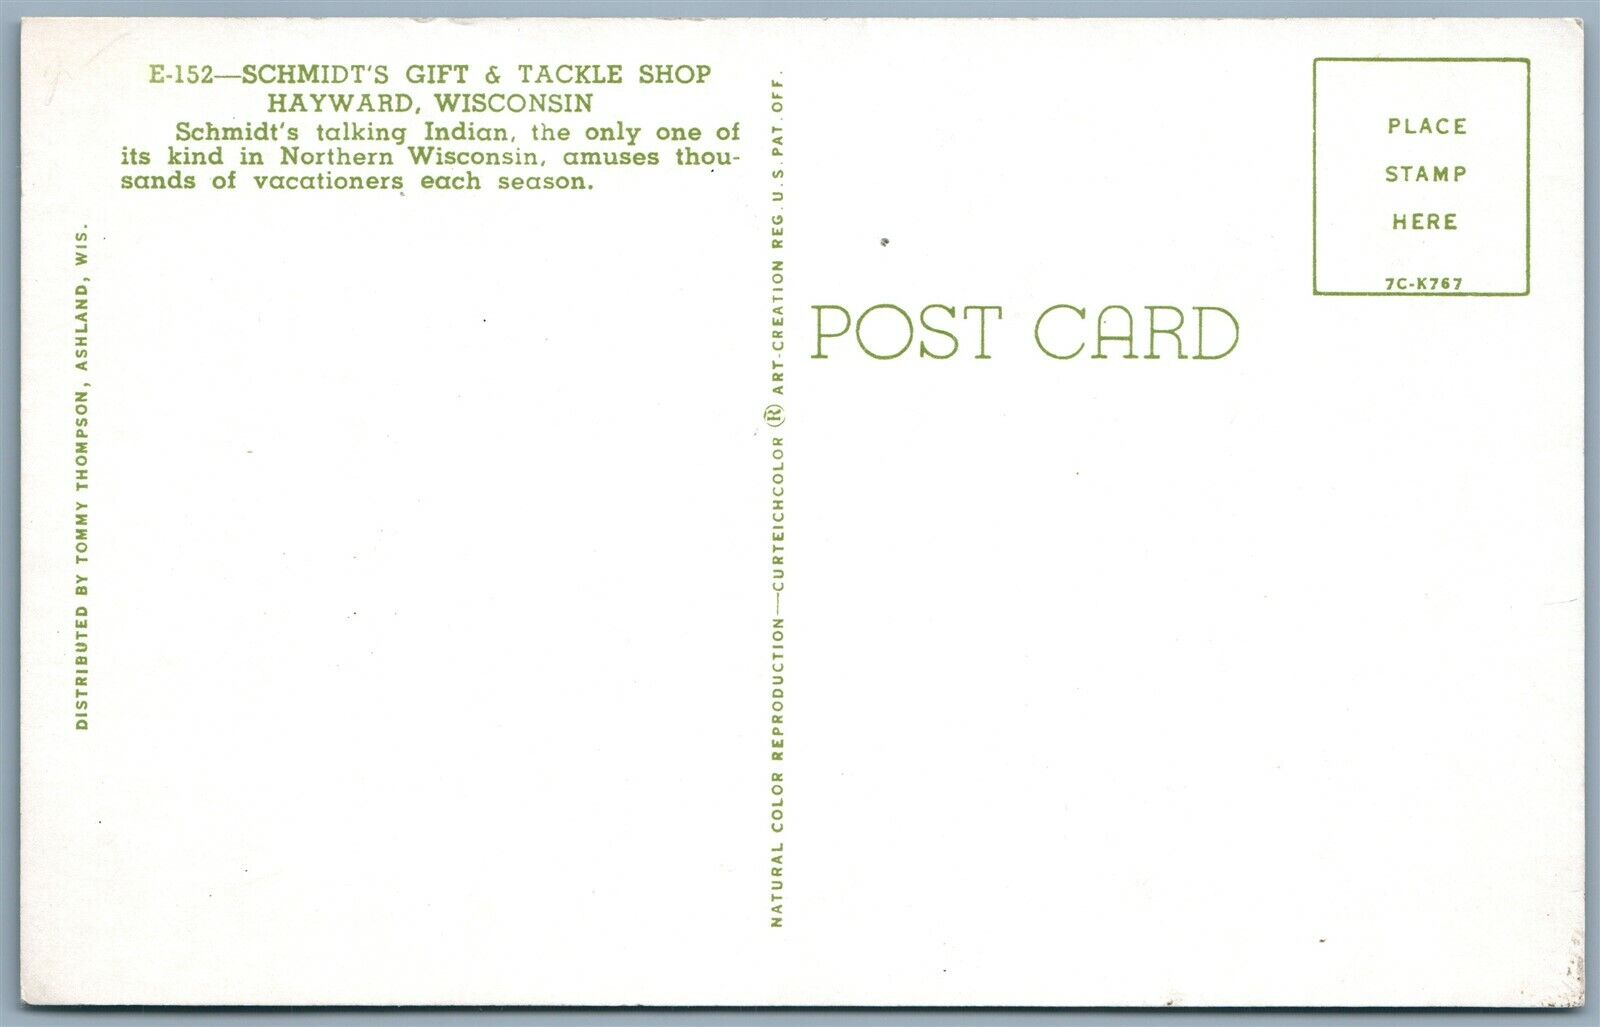 E-152—SCHMIDT'S GIFT & TACKLE SHOP
HAYWARD, WISCONSIN
Schmidt's talking Indian, the only one of
its kind in Northern Wisconsin, amuses thou-
sands of vacationers each season.
DISTRIBUTED BY TOMMY THOMPSON, ASHLAND, WIS.
NATURAL COLOR REPRODUCTION—CURTEICHCOLOR ® ART-CREATION REG. U.S. PAT. OFF.
POST CARD
PLACE
STAMP
HERE
7C-K767